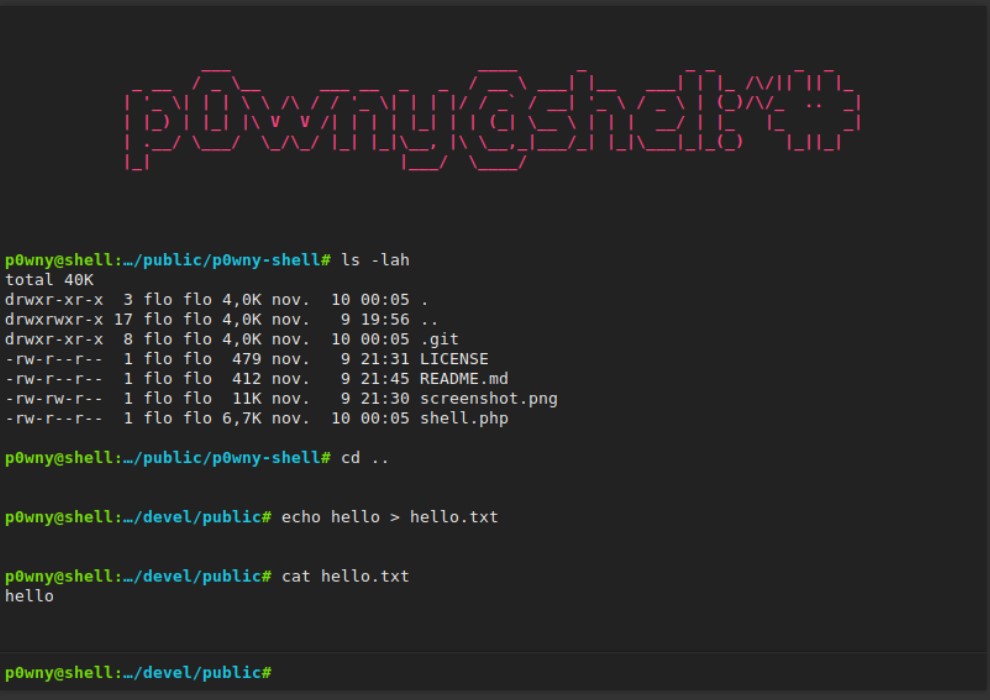 p0wny@shell:~#
p0wny@shell:…/public/p0wny-shell# ls -lah
total 40K
drwxr-xr-x  3 flo flo 4,0K nov.  10 00:05 .
drwxrwxr-x 17 flo flo 4,0K nov.   9 19:56 ..
drwxr-xr-x  8 flo flo 4,0K nov.  10 00:05 .git
-rw-r--r--  1 flo flo  479 nov.   9 21:31 LICENSE
-rw-r--r--  1 flo flo  412 nov.   9 21:45 README.md
-rw-rw-r--  1 flo flo  11K nov.   9 21:30 screenshot.png
-rw-r--r--  1 flo flo 6,7K nov.  10 00:05 shell.php
p0wny@shell:…/public/p0wny-shell# cd ..
p0wny@shell:…/devel/public# echo hello > hello.txt
p0wny@shell:…/devel/public# cat hello.txt
hello
p0wny@shell:…/devel/public#